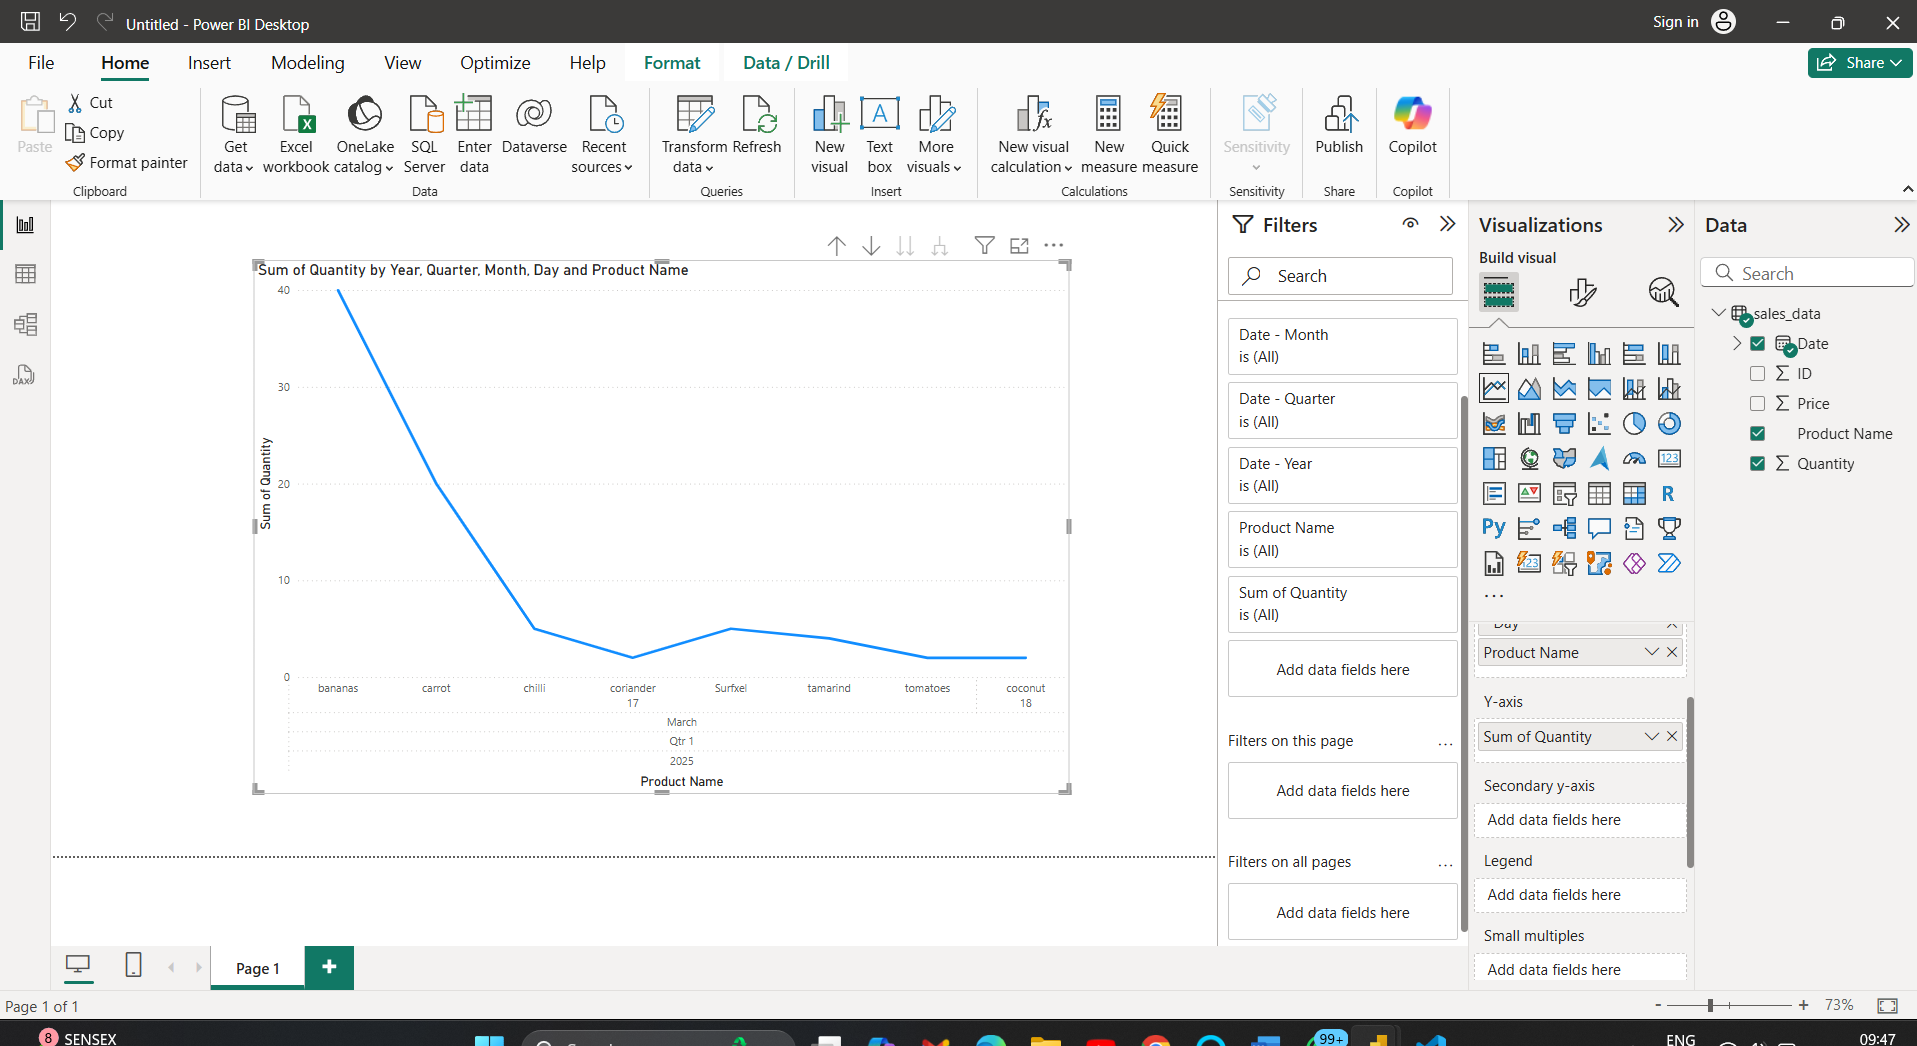 Untitled - Power BI Desktop
Sign in
File Home Insert Modeling View Optimize Help Format Data / Drill
Share
Paste
Cut
Copy
Format painter
Clipboard
Get data
Excel workbook
OneLake catalog
SQL Server
Enter data
Dataverse
Recent sources
Data
Transform data
Refresh
Queries
New visual
Text box
More visuals
Insert
New visual calculation
New measure
Quick measure
Calculations
Sensitivity
Sensitivity
Publish
Share
Copilot
Copilot
Sum of Quantity by Year, Quarter, Month, Day and Product Name
Sum of Quantity
40
30
20
10
0
bananas carrot chilli coriander Surfxel tamarind tomatoes coconut
17 18
March
Qtr 1
2025
Product Name
Filters
Search
Date - Month
is (All)
Date - Quarter
is (All)
Date - Year
is (All)
Product Name
is (All)
Sum of Quantity
is (All)
Add data fields here
Filters on this page
Add data fields here
Filters on all pages
Add data fields here
Visualizations
Build visual
123
R
Py
123
Day
Product Name
Y-axis
Sum of Quantity
Secondary y-axis
Add data fields here
Legend
Add data fields here
Small multiples
Add data fields here
Data
Search
sales_data
Date
ID
Price
Product Name
Quantity
DAX
Page 1
Page 1 of 1
73%
8 SENSEX
99+
ENG
09:47